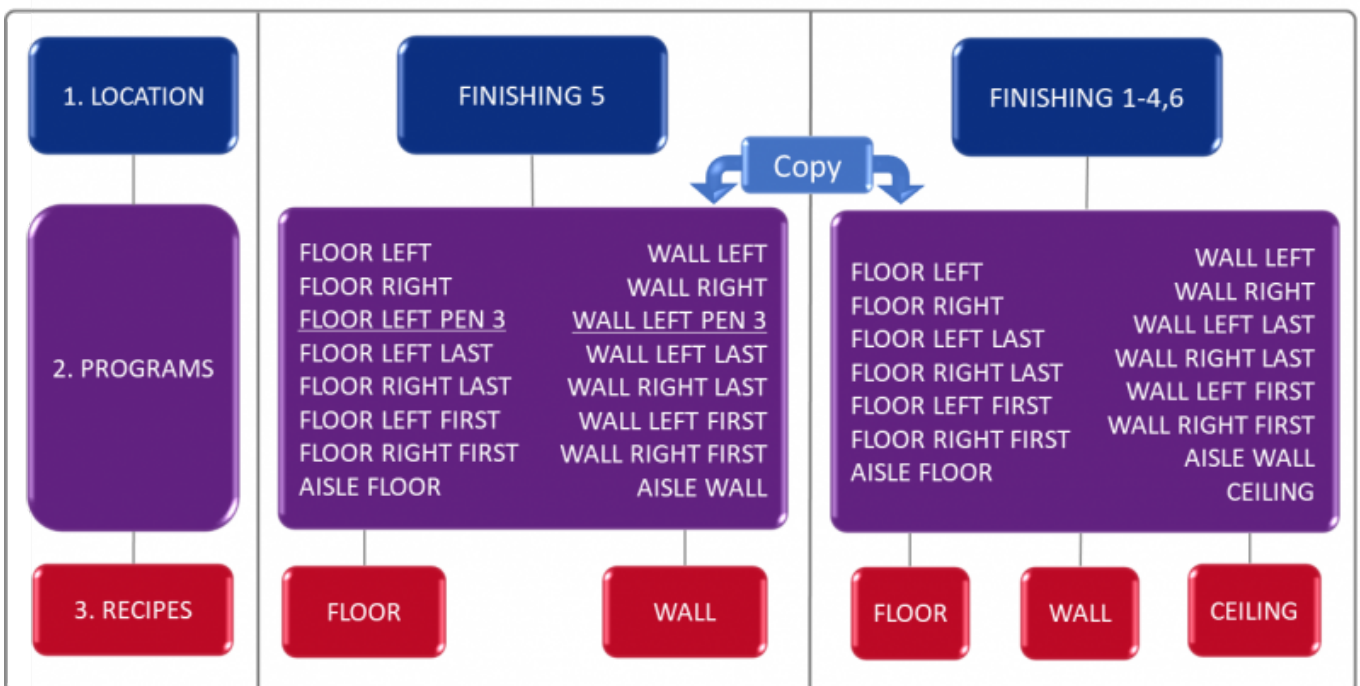 1. LOCATION
FINISHING 5
FINISHING 1-4,6
Copy
2. PROGRAMS
FLOOR LEFT
FLOOR RIGHT
FLOOR LEFT PEN 3
FLOOR LEFT LAST
FLOOR RIGHT LAST
FLOOR LEFT FIRST
FLOOR RIGHT FIRST
AISLE FLOOR
WALL LEFT
WALL RIGHT
WALL LEFT PEN 3
WALL LEFT LAST
WALL RIGHT LAST
WALL LEFT FIRST
WALL RIGHT FIRST
AISLE WALL
FLOOR LEFT
FLOOR RIGHT
FLOOR LEFT LAST
FLOOR RIGHT LAST
FLOOR LEFT FIRST
FLOOR RIGHT FIRST
AISLE FLOOR
WALL LEFT
WALL RIGHT
WALL LEFT LAST
WALL RIGHT LAST
WALL LEFT FIRST
WALL RIGHT FIRST
AISLE WALL
CEILING
3. RECIPES
FLOOR
WALL
FLOOR
WALL
CEILING